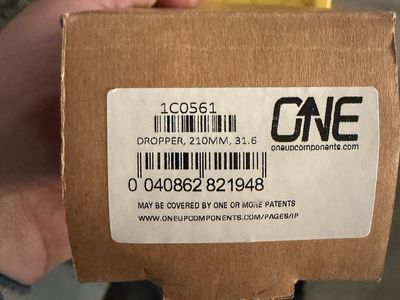 1C0561
DROPPER, 210MM, 31.6
ONE
oneupcomponents.com
0 040862 821948
MAY BE COVERED BY ONE OR MORE PATENTS
WWW.ONEUPCOMPONENTS.COM/PAGES/IP